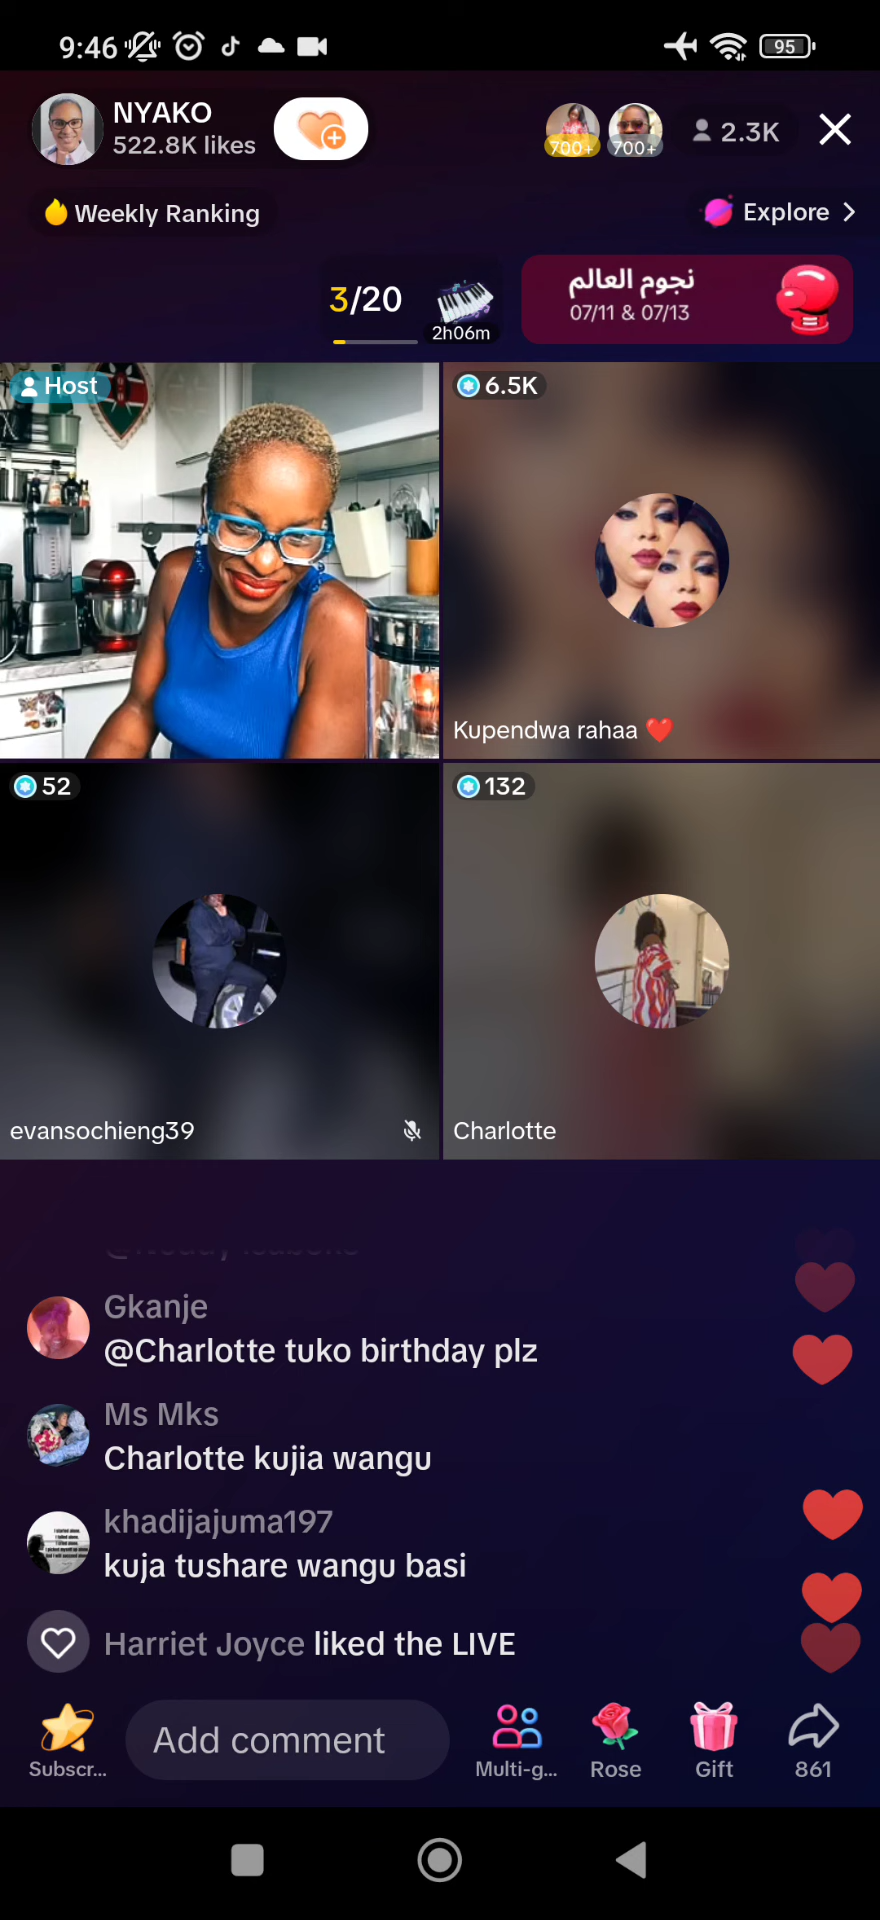 9:46
95
NYAKO
522.8K likes
700+
700+
2.3K
Weekly Ranking
Explore
3/20
2h06m
نجوم العالم
07/11 & 07/13
Host
6.5K
Kupendwa rahaa ❤️
52
132
evansochieng39
Charlotte
Gkanje
@Charlotte tuko birthday plz
Ms Mks
Charlotte kujia wangu
khadijajuma197
kuja tushare wangu basi
Harriet Joyce liked the LIVE
Subscr...
Add comment
Multi-g...
Rose
Gift
861